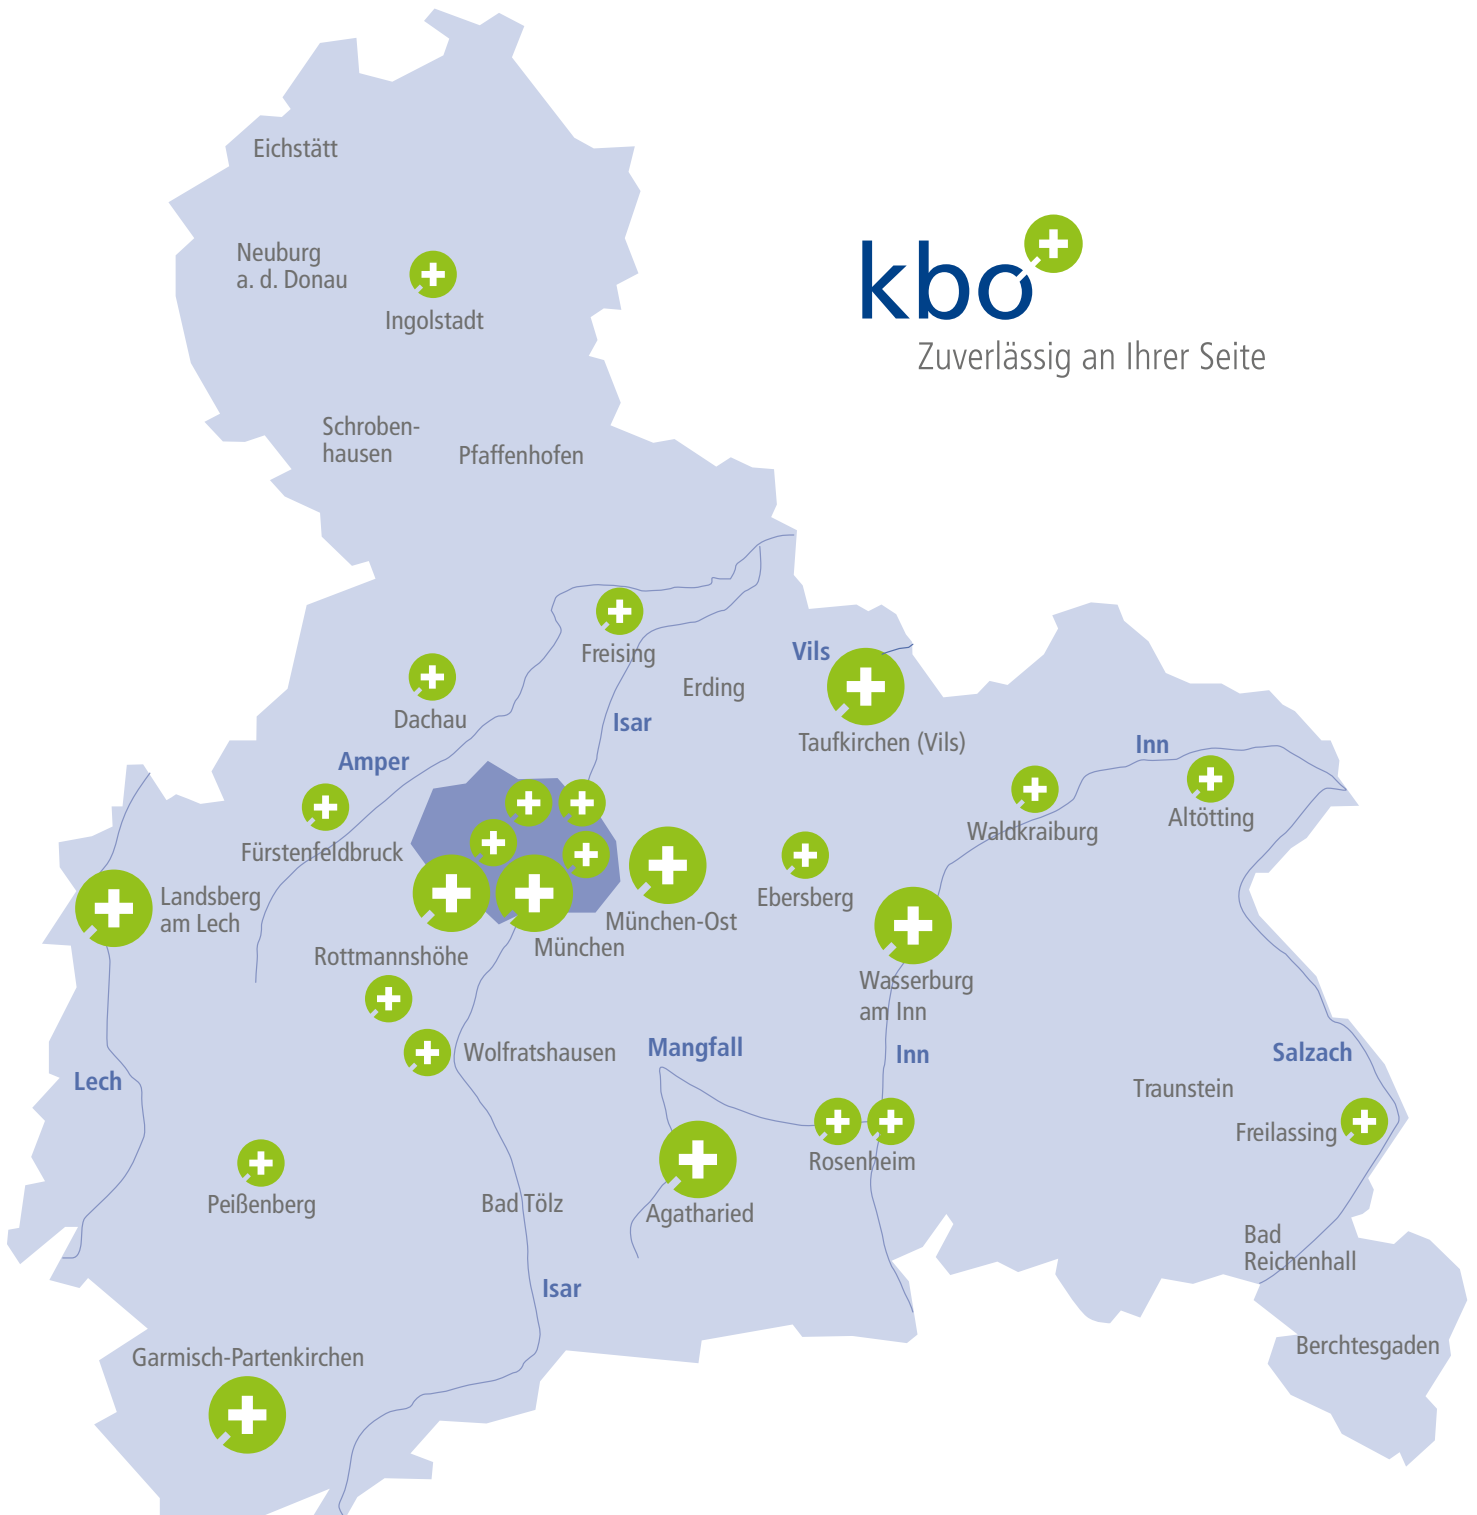 Eichstätt
Neuburg
a. d. Donau
Ingolstadt
kbo
Zuverlässig an Ihrer Seite
Schroben-
hausen
Pfaffenhofen
Freising
Vils
Erding
Dachau
Isar
Taufkirchen (Vils)
Amper
Inn
Fürstenfeldbruck
Waldkraiburg
Altötting
Landsberg
am Lech
Ebersberg
München-Ost
München
Rottmannshöhe
Wasserburg
am Inn
Wolfratshausen
Mangfall
Inn
Salzach
Lech
Traunstein
Freilassing
Rosenheim
Peißenberg
Bad Tölz
Agatharied
Bad
Reichenhall
Isar
Berchtesgaden
Garmisch-Partenkirchen